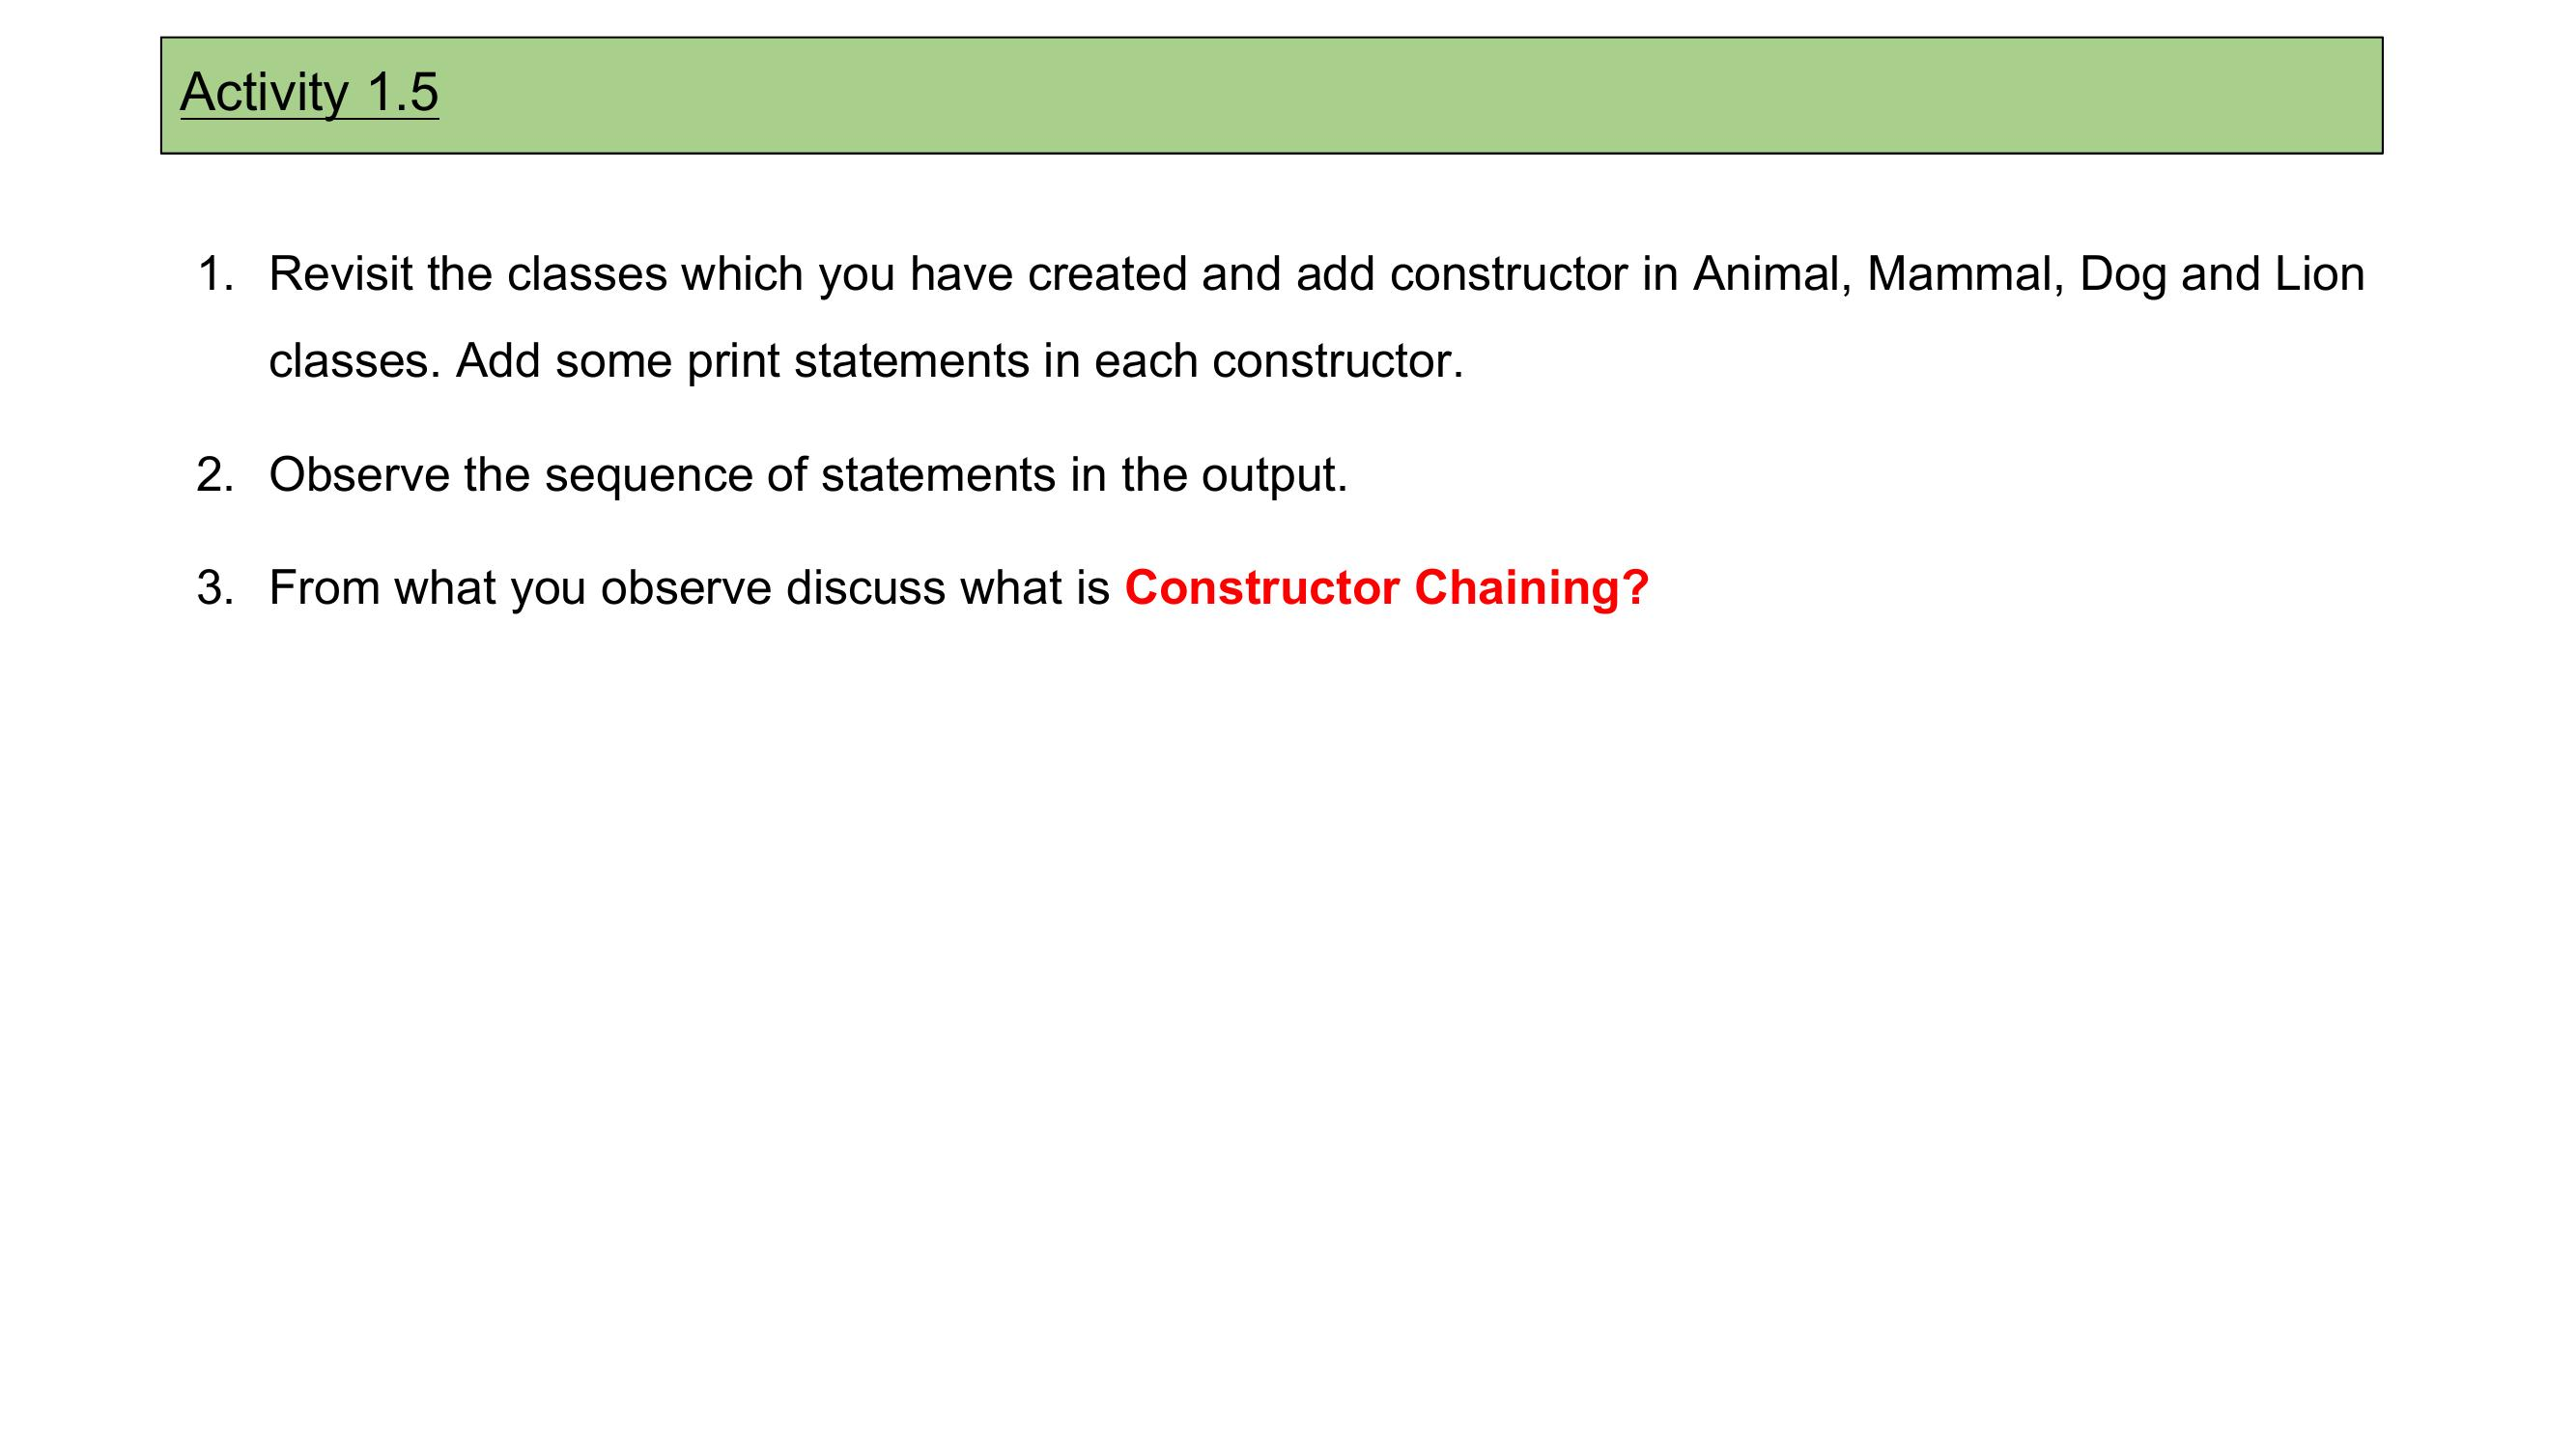 Activity 1.5
1. Revisit the classes which you have created and add constructor in Animal, Mammal, Dog and Lion
classes. Add some print statements in each constructor.
2. Observe the sequence of statements in the output.
3. From what you observe discuss what is Constructor Chaining?